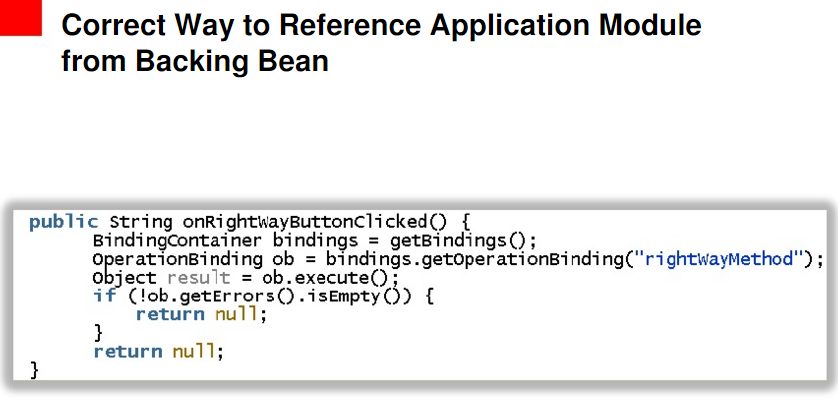 Correct Way to Reference Application Module
from Backing Bean
public String onRightWayButtonClicked() {
BindingContainer bindings = getBindings();
OperationBinding ob = bindings.getOperationBinding("rightWayMethod");
Object result = ob.execute();
if (!ob.getErrors().isEmpty()) {
return null;
}
return null;
}